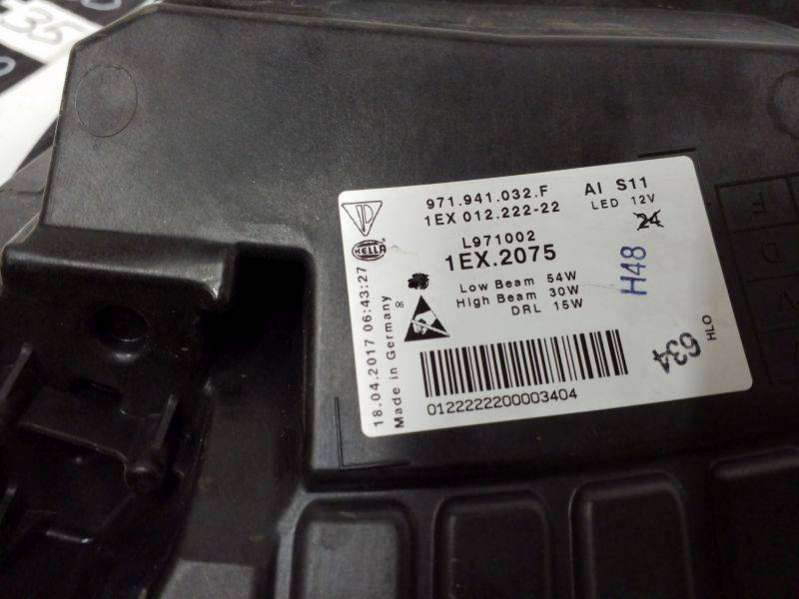 971.941.032.F AI S11
1EX 012.222-22 LED 12V
24
HELLA
L971002
1EX.2075
Low Beam 54W
High Beam 30W
DRL 15W
H48
634
HLO
18.04.2017 06:43:27
Made in Germany
0122222200003404